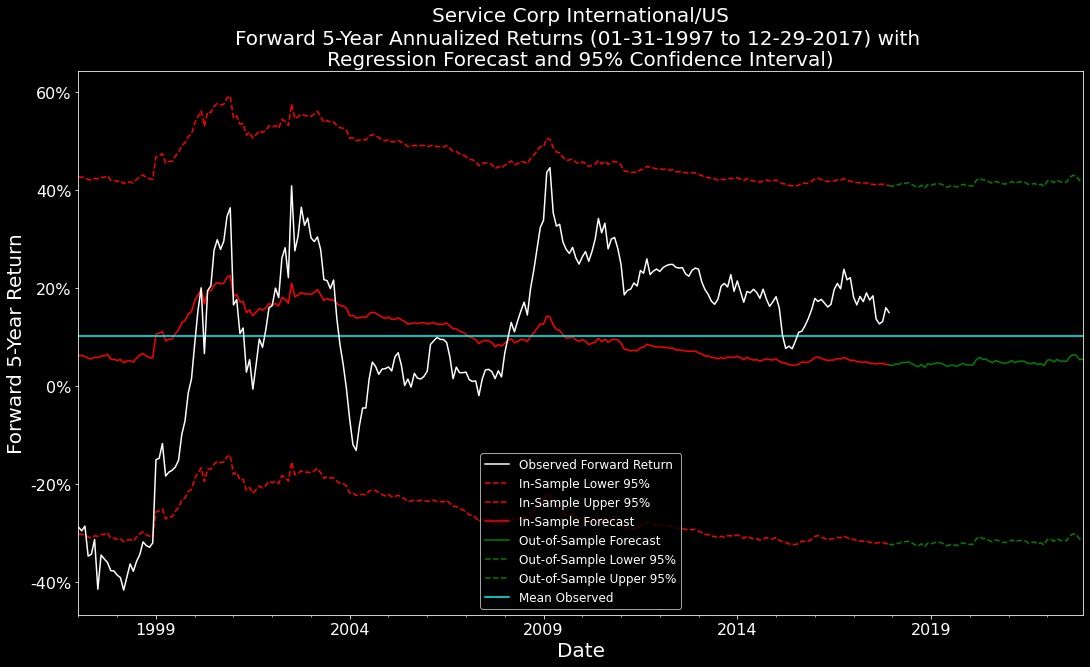 Service Corp International/US
Forward 5-Year Annualized Returns (01-31-1997 to 12-29-2017) with
Regression Forecast and 95% Confidence Interval)
Forward 5-Year Return
60%
40%
20%
0%
-20%
-40%
Observed Forward Return
In-Sample Lower 95%
In-Sample Upper 95%
In-Sample Forecast
Out-of-Sample Forecast
Out-of-Sample Lower 95%
Out-of-Sample Upper 95%
Mean Observed
1999 2004 2009 2014 2019
Date